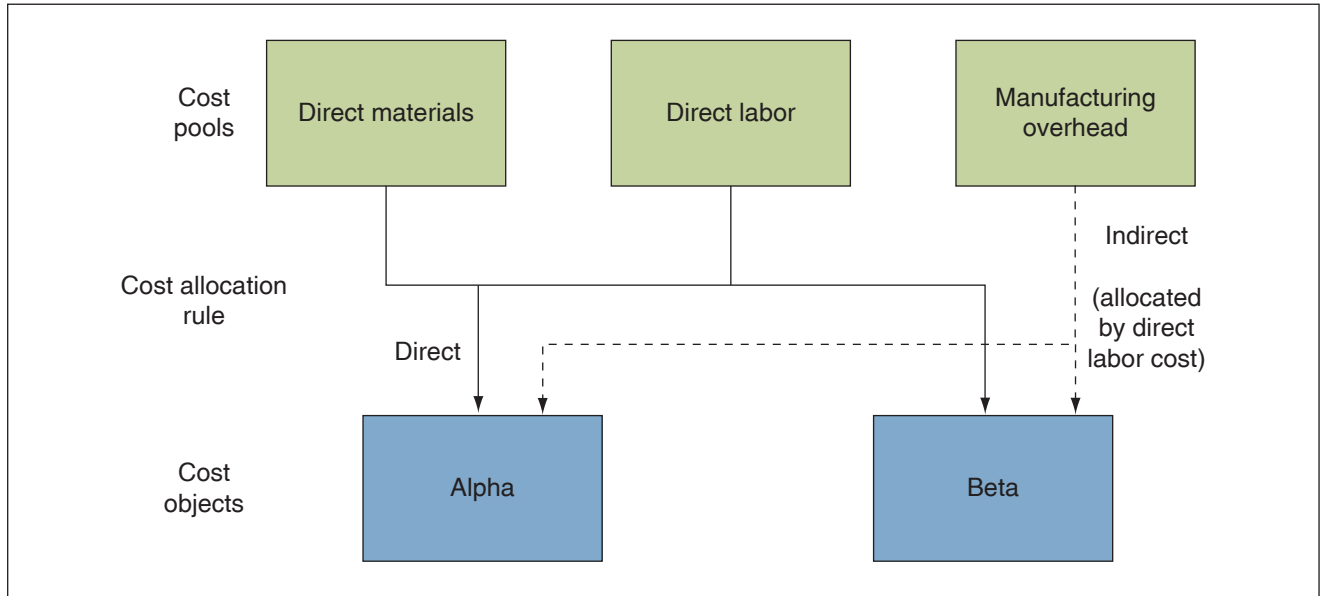 Cost
pools
Direct materials
Direct labor
Manufacturing
overhead
Indirect
Cost allocation
rule
(allocated
by direct
labor cost)
Direct
Cost
objects
Alpha
Beta